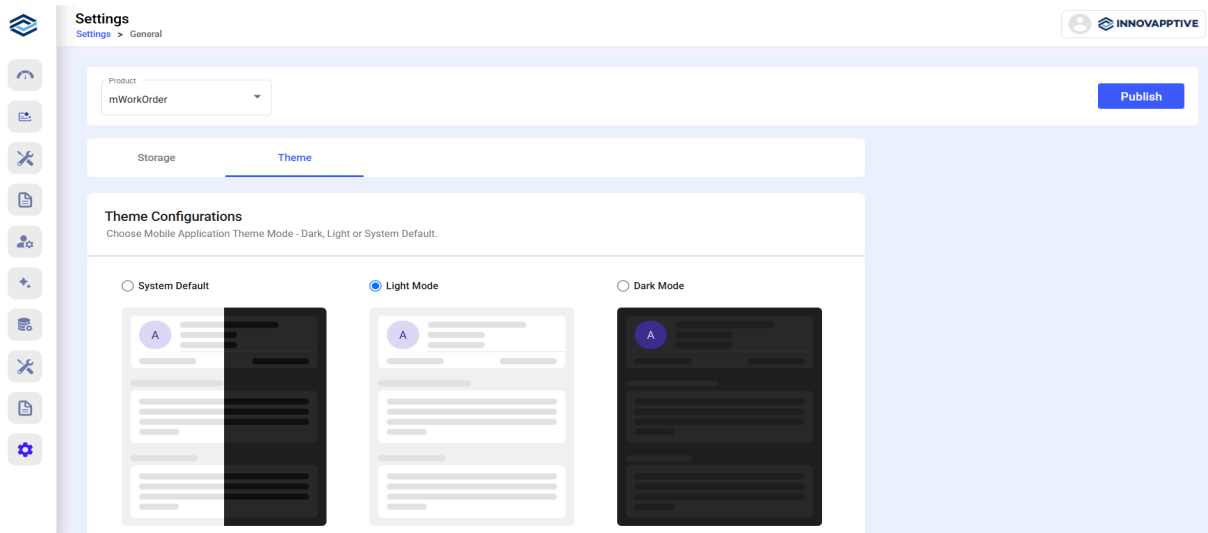 Settings
Settings > General
INNOVAPPTIVE
Product
mWorkOrder
Publish
Storage
Theme
Theme Configurations
Choose Mobile Application Theme Mode - Dark, Light or System Default.
System Default
Light Mode
Dark Mode
A
A
A